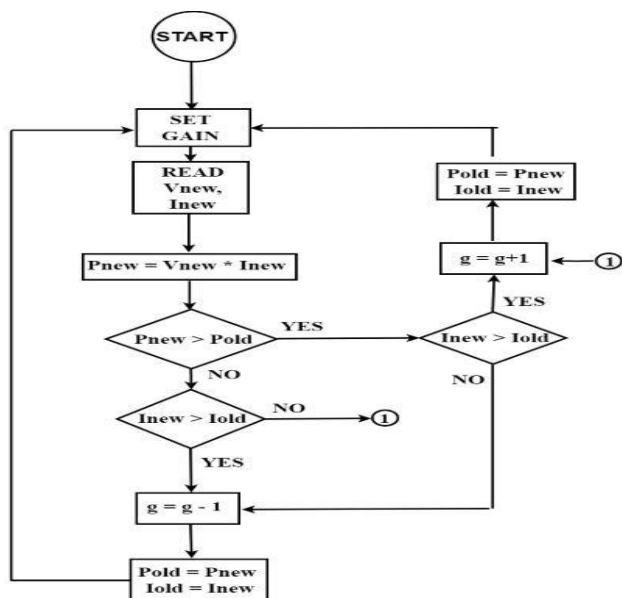 START
SET
GAIN
READ
Vnew,
Inew
Pnew = Vnew * Inew
Pnew > Pold
YES
NO
Inew > Iold
NO
1
YES
g = g - 1
Pold = Pnew
Iold = Inew
Pold = Pnew
Iold = Inew
g = g+1
1
YES
Inew > Iold
NO